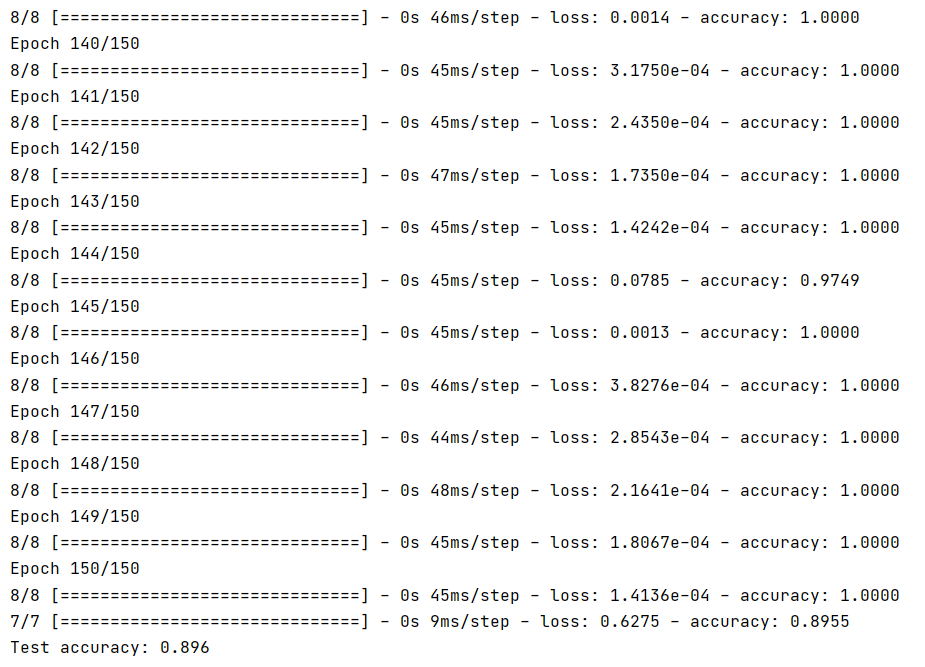 8/8 [==============================] - 0s 46ms/step - loss: 0.0014 - accuracy: 1.0000
Epoch 140/150
8/8 [==============================] - 0s 45ms/step - loss: 3.1750e-04 - accuracy: 1.0000
Epoch 141/150
8/8 [==============================] - 0s 45ms/step - loss: 2.4350e-04 - accuracy: 1.0000
Epoch 142/150
8/8 [==============================] - 0s 47ms/step - loss: 1.7350e-04 - accuracy: 1.0000
Epoch 143/150
8/8 [==============================] - 0s 45ms/step - loss: 1.4242e-04 - accuracy: 1.0000
Epoch 144/150
8/8 [==============================] - 0s 45ms/step - loss: 0.0785 - accuracy: 0.9749
Epoch 145/150
8/8 [==============================] - 0s 45ms/step - loss: 0.0013 - accuracy: 1.0000
Epoch 146/150
8/8 [==============================] - 0s 46ms/step - loss: 3.8276e-04 - accuracy: 1.0000
Epoch 147/150
8/8 [==============================] - 0s 44ms/step - loss: 2.8543e-04 - accuracy: 1.0000
Epoch 148/150
8/8 [==============================] - 0s 48ms/step - loss: 2.1641e-04 - accuracy: 1.0000
Epoch 149/150
8/8 [==============================] - 0s 45ms/step - loss: 1.8067e-04 - accuracy: 1.0000
Epoch 150/150
8/8 [==============================] - 0s 45ms/step - loss: 1.4136e-04 - accuracy: 1.0000
7/7 [==============================] - 0s 9ms/step - loss: 0.6275 - accuracy: 0.8955
Test accuracy: 0.896